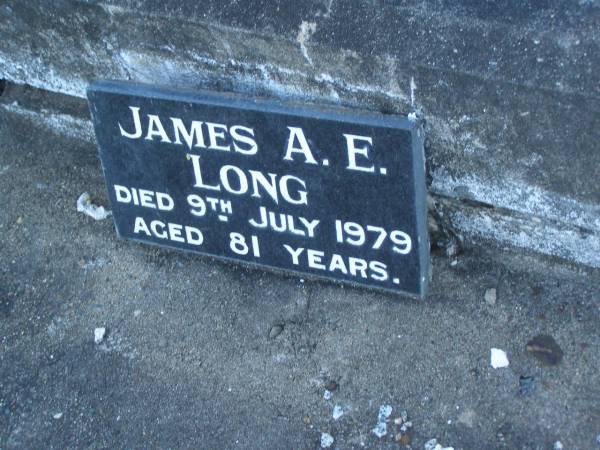 JAMES A. E.
LONG
DIED 9TH JULY 1979
AGED 81 YEARS.